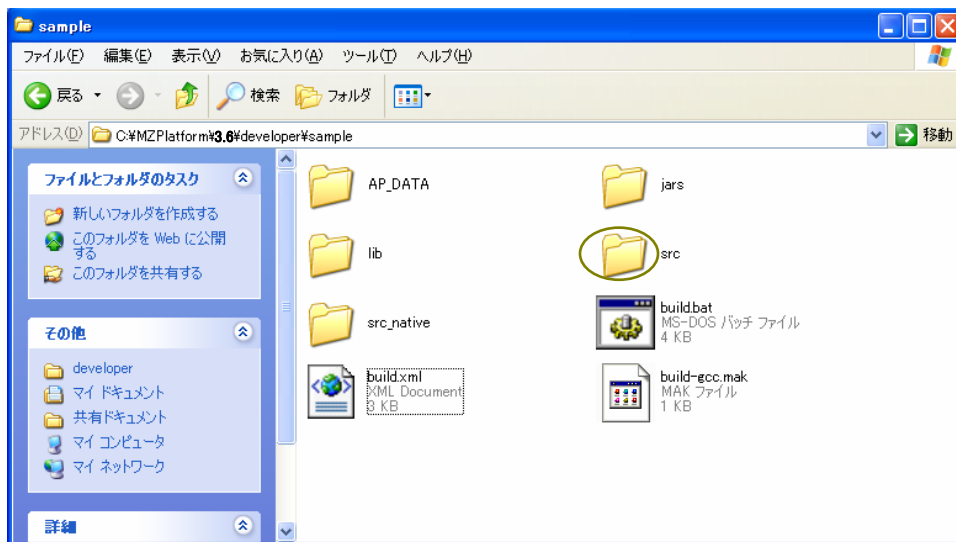 sample
ファイル(F) 編集(E) 表示(V) お気に入り(A) ツール(T) ヘルプ(H)
戻る 検索 フォルダ
アドレス(D) C:¥MZPlatform¥3.6¥developer¥sample 移動
ファイルとフォルダのタスク
新しいフォルダを作成する
このフォルダを Web に公開
する
このフォルダを共有する
その他
developer
マイ ドキュメント
共有ドキュメント
マイ コンピュータ
マイ ネットワーク
詳細
AP_DATA
jars
lib
src
src_native
build.bat
MS-DOS バッチ ファイル
4 KB
build.xml
XML Document
3 KB
build-gcc.mak
MAK ファイル
1 KB